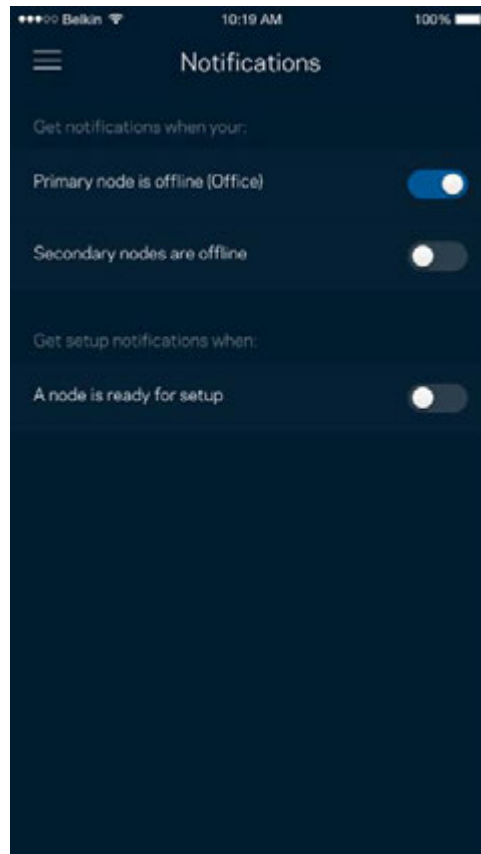 Belkin 10:19 AM 100%
Notifications
Get notifications when your:
Primary node is offline (Office)
Secondary nodes are offline
Get setup notifications when:
A node is ready for setup